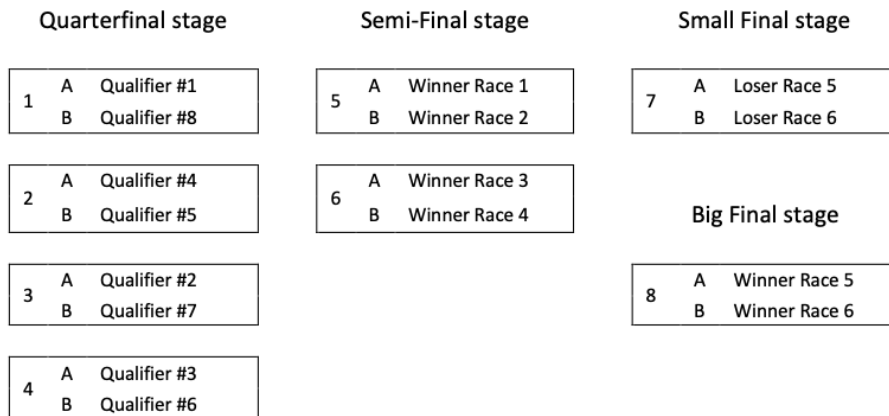 Quarterfinal stage
1
A Qualifier #1
B Qualifier #8
2
A Qualifier #4
B Qualifier #5
3
A Qualifier #2
B Qualifier #7
4
A Qualifier #3
B Qualifier #6
Semi-Final stage
5
A Winner Race 1
B Winner Race 2
6
A Winner Race 3
B Winner Race 4
Small Final stage
7
A Loser Race 5
B Loser Race 6
Big Final stage
8
A Winner Race 5
B Winner Race 6